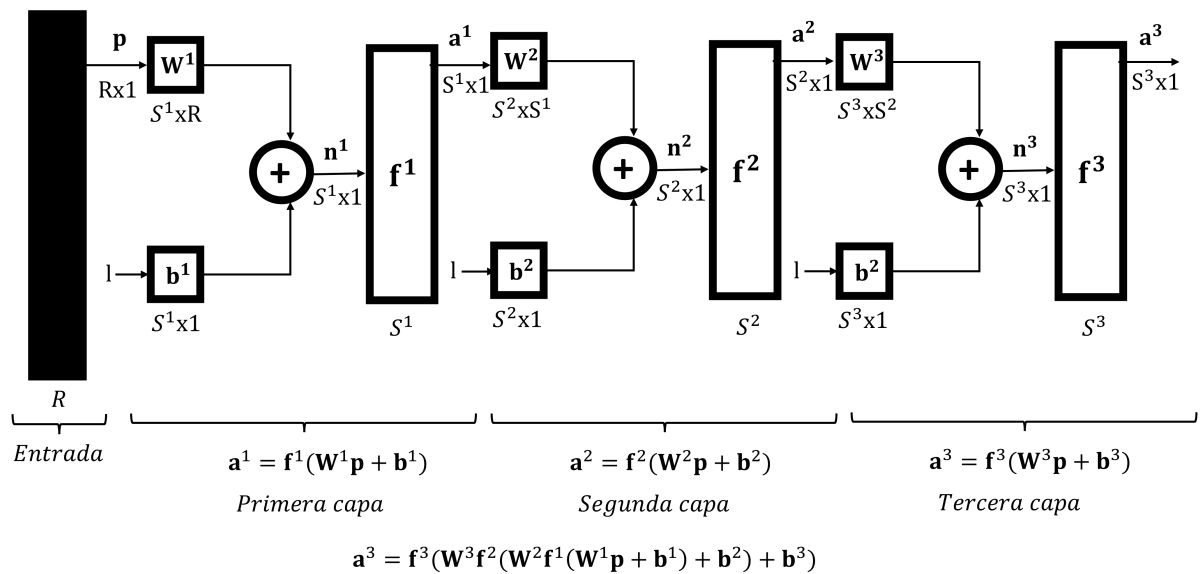 p
Rx1
W¹
S¹xR
+
n¹
S¹x1
f¹
a¹
S¹x1
l
b¹
S¹x1
S¹
W²
S²xS¹
+
n²
S²x1
f²
a²
S²x1
l
b²
S²x1
S²
W³
S³xS²
+
n³
S³x1
f³
a³
S³x1
l
b²
S³x1
S³
R
Entrada
a¹ = f¹(W¹p + b¹)
Primera capa
a² = f²(W²p + b²)
Segunda capa
a³ = f³(W³p + b³)
Tercera capa
a³ = f³(W³f²(W²f¹(W¹p + b¹) + b²) + b³)